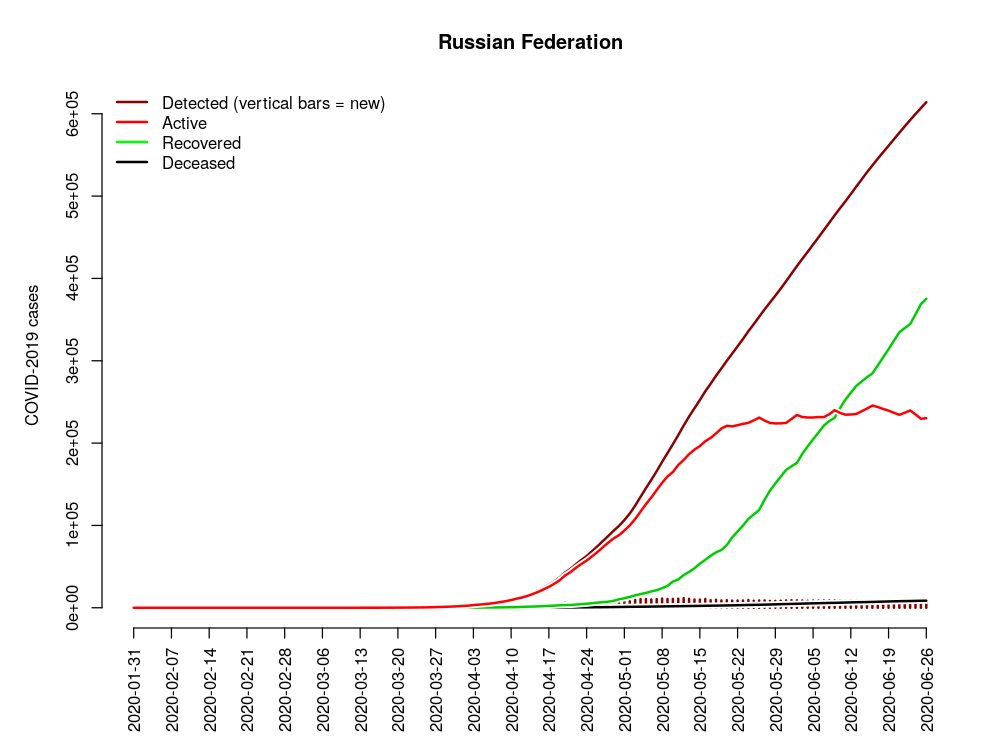 Russian Federation
Detected (vertical bars = new)
Active
Recovered
Deceased
COVID-2019 cases
6e+05
5e+05
4e+05
3e+05
2e+05
1e+05
0e+00
2020-01-31
2020-02-07
2020-02-14
2020-02-21
2020-02-28
2020-03-06
2020-03-13
2020-03-20
2020-03-27
2020-04-03
2020-04-10
2020-04-17
2020-04-24
2020-05-01
2020-05-08
2020-05-15
2020-05-22
2020-05-29
2020-06-05
2020-06-12
2020-06-19
2020-06-26